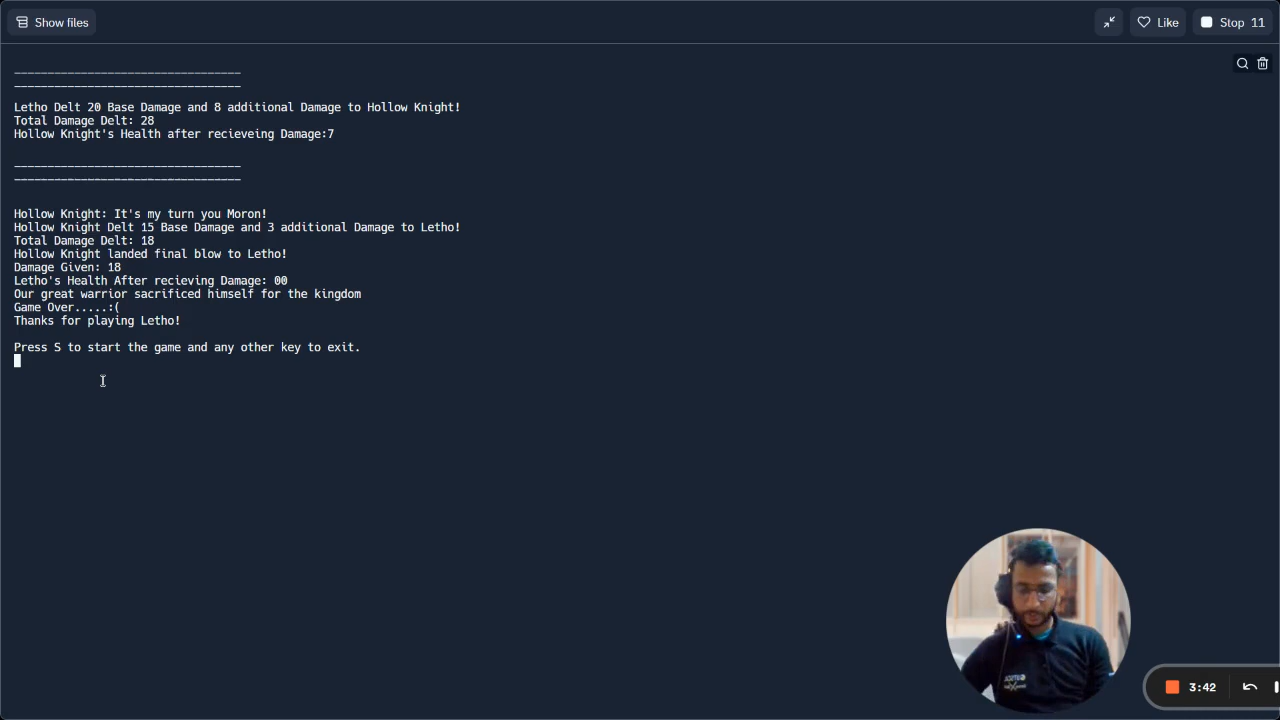 Show files
Like
Stop 11
__________________________________
__________________________________
Letho Delt 20 Base Damage and 8 additional Damage to Hollow Knight!
Total Damage Delt: 28
Hollow Knight's Health after recieveing Damage:7
__________________________________
__________________________________
Hollow Knight: It's my turn you Moron!
Hollow Knight Delt 15 Base Damage and 3 additional Damage to Letho!
Total Damage Delt: 18
Hollow Knight landed final blow to Letho!
Damage Given: 18
Letho's Health After recieving Damage: 00
Our great warrior sacrificed himself for the kingdom
Game Over.....:(
Thanks for playing Letho!
Press S to start the game and any other key to exit.
3:42